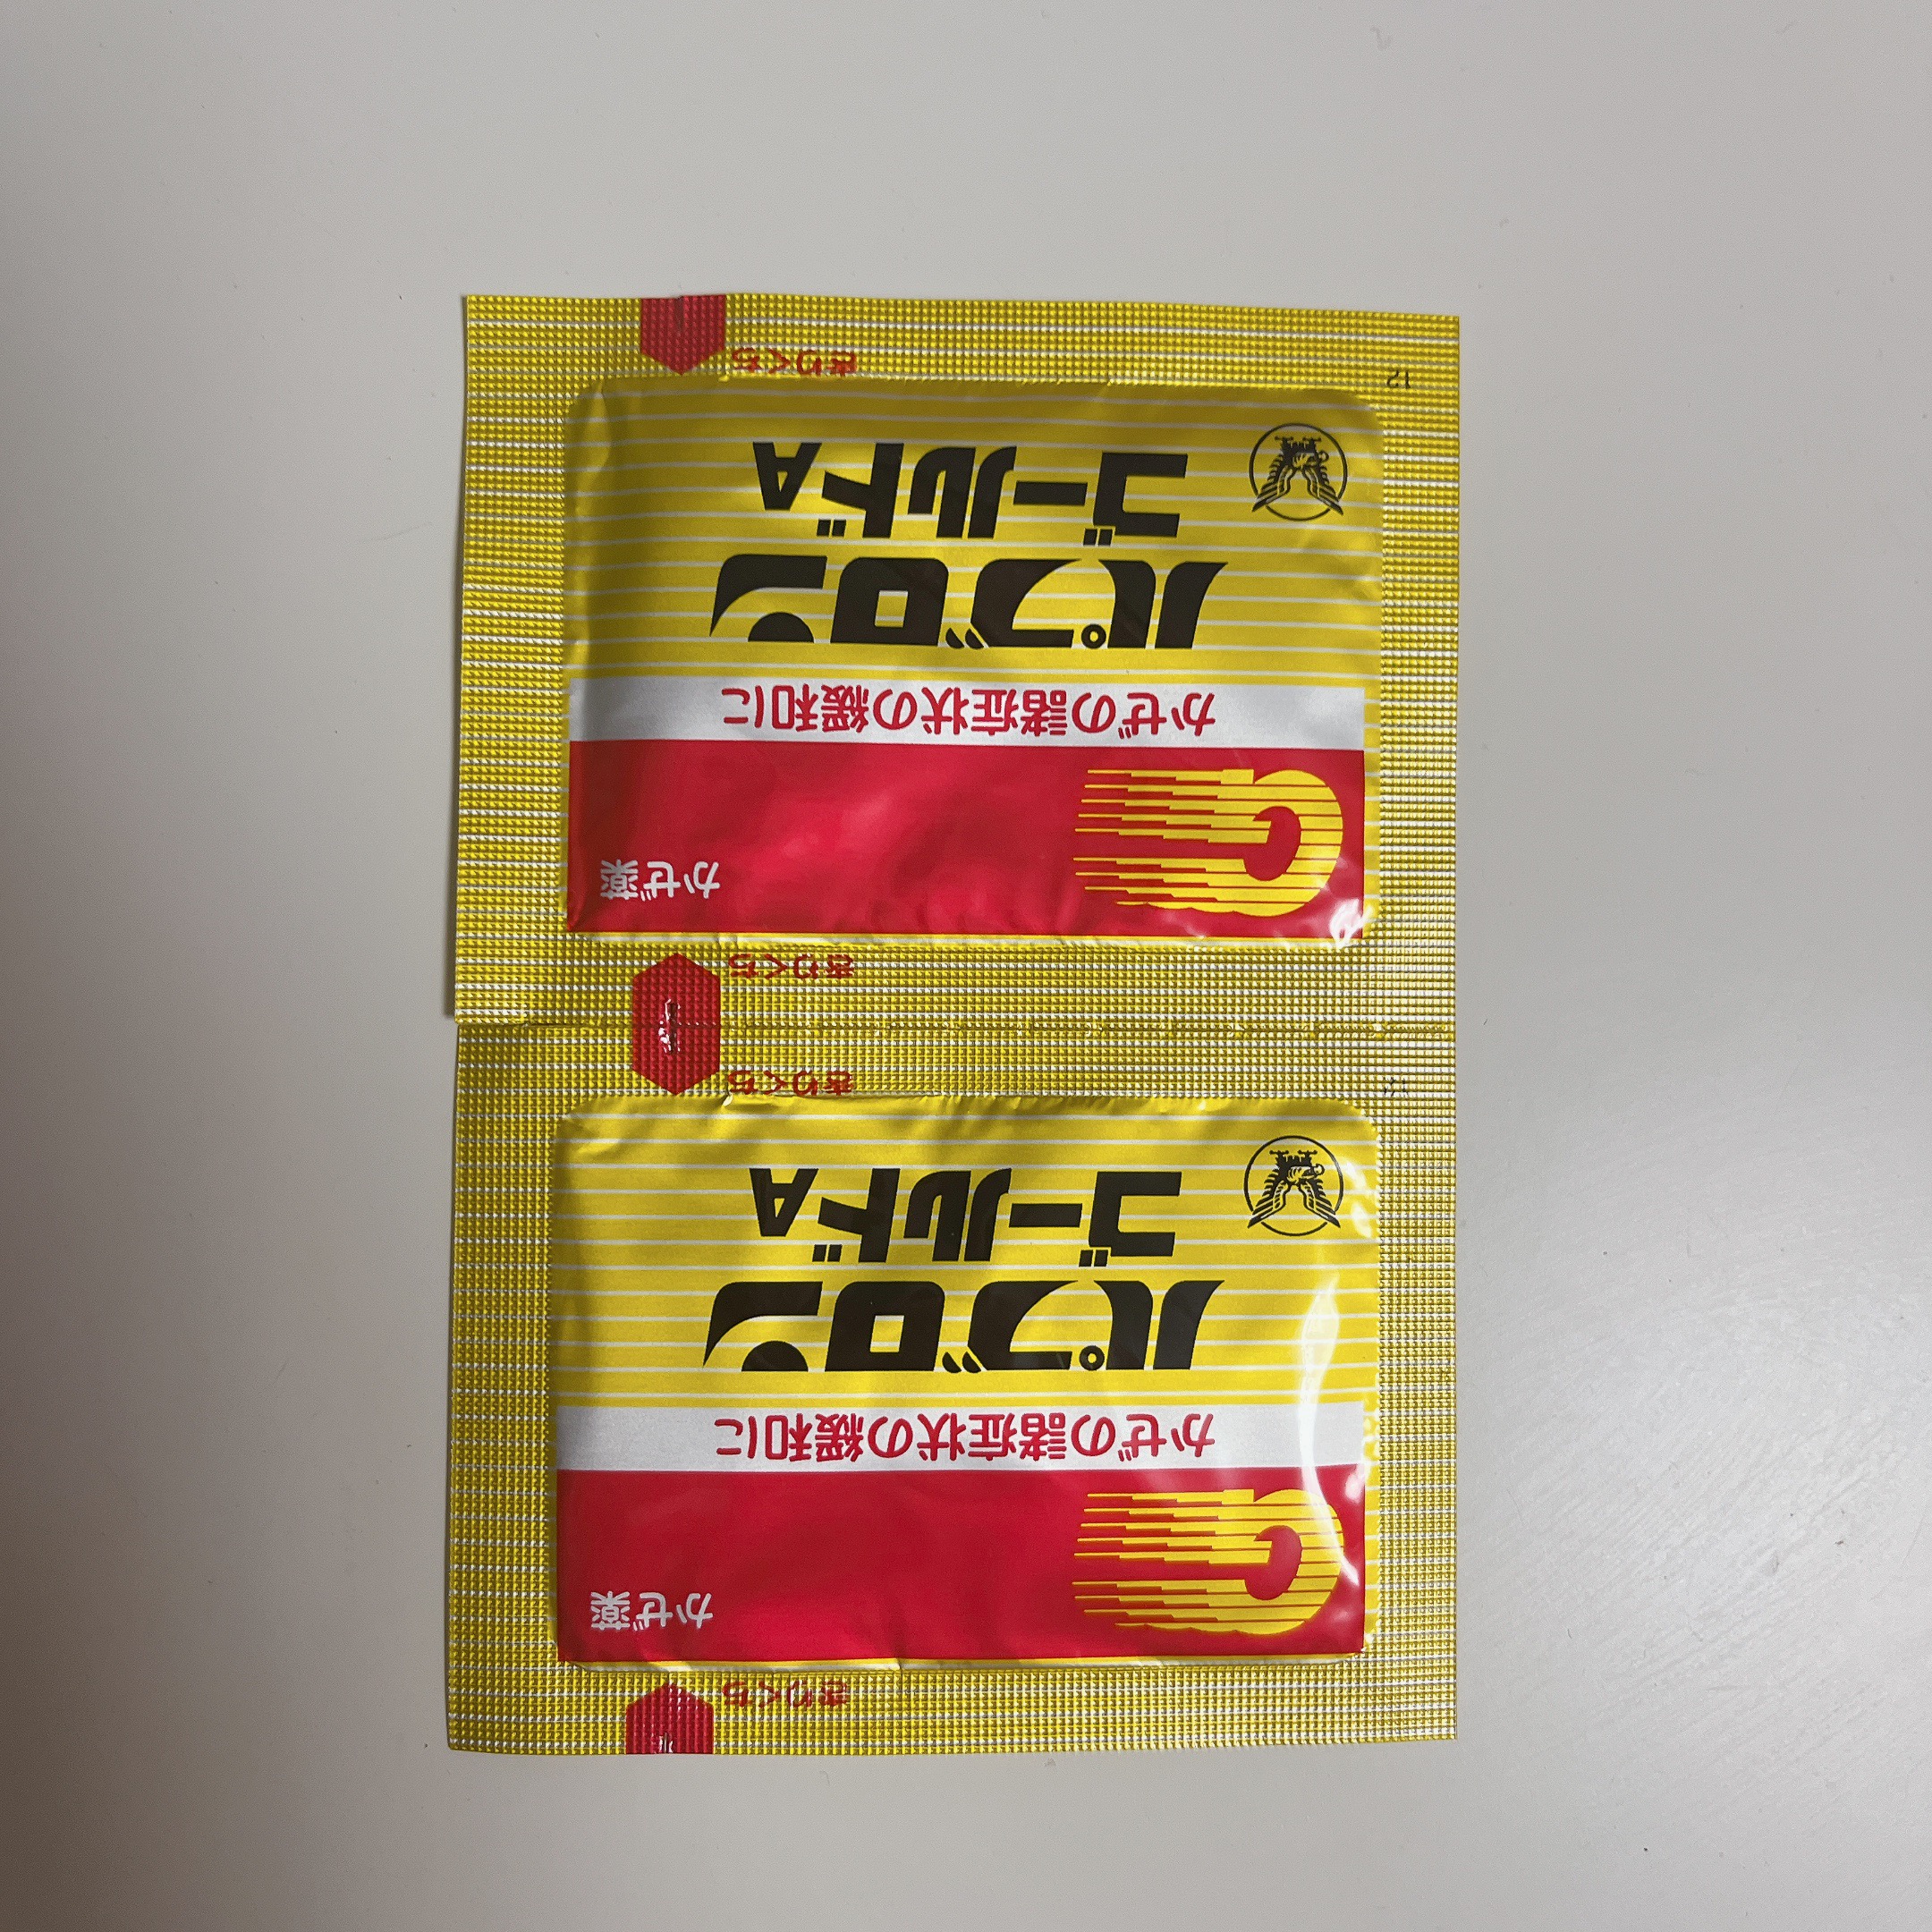 きりくち
かぜ薬
かぜの諸症状の緩和に
パブロン
ゴールドA
きりくち
きりくち
かぜ薬
かぜの諸症状の緩和に
パブロン
ゴールドA
12
きりくち